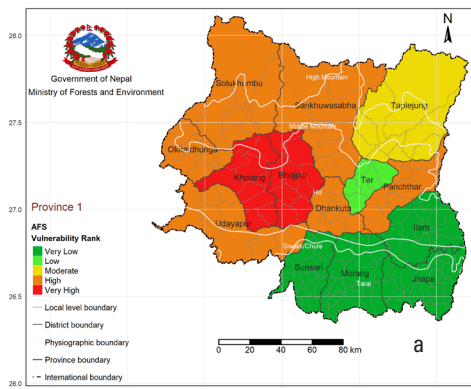 28.0
27.5
27.0
26.5
26.0
N
Government of Nepal
Ministry of Forests and Environment
Solukhumbu
High Mountain
Sankhuwasabha
Taplejung
Middle Mountain
Okhaldhunga
Khotang
Bhojpur
Ter
Panchthar
Hill
Dhankuta
Udayapur
Ilam
Siwalik/Chure
Sunsari
Morang
Jhapa
Tarai
Province 1
AFS
Vulnerability Rank
Very Low
Low
Moderate
High
Very High
Local level boundary
District boundary
Physiographic boundary
Province boundary
International boundary
0 20 40 60 80 km
a